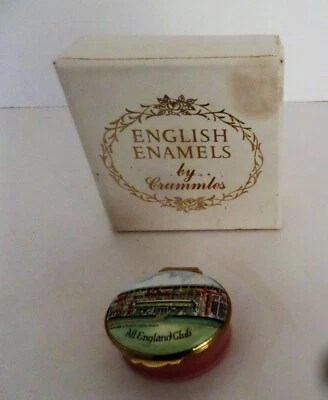 ENGLISH
ENAMELS
by
Crummles
All England Club